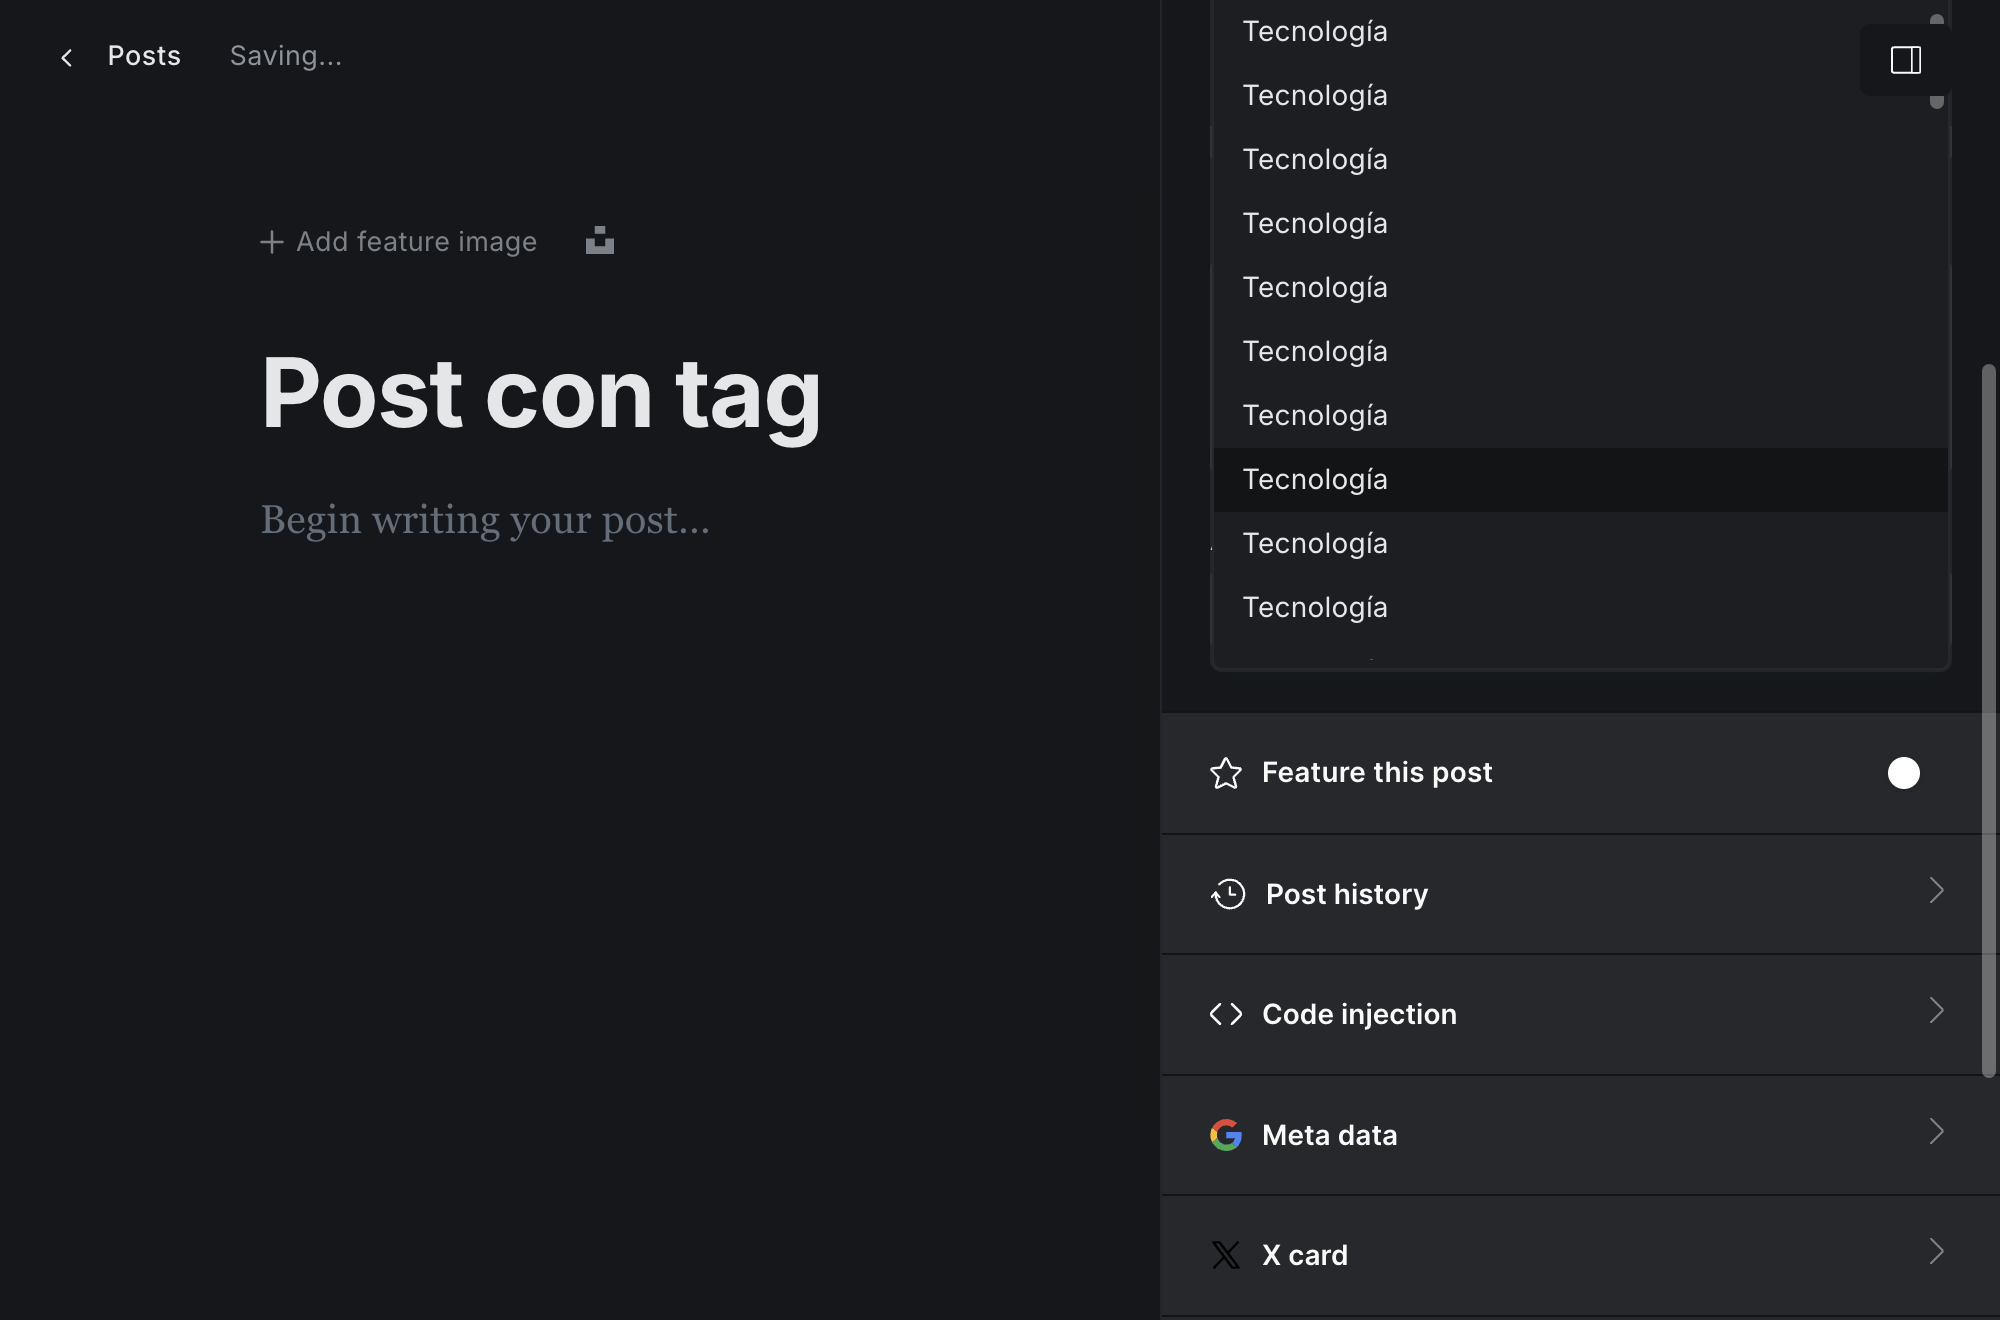 Posts
Saving...
Add feature image
Post con tag
Begin writing your post...
Tecnología
Tecnología
Tecnología
Tecnología
Tecnología
Tecnología
Tecnología
Tecnología
Tecnología
Tecnología
Feature this post
Post history
Code injection
Meta data
X card